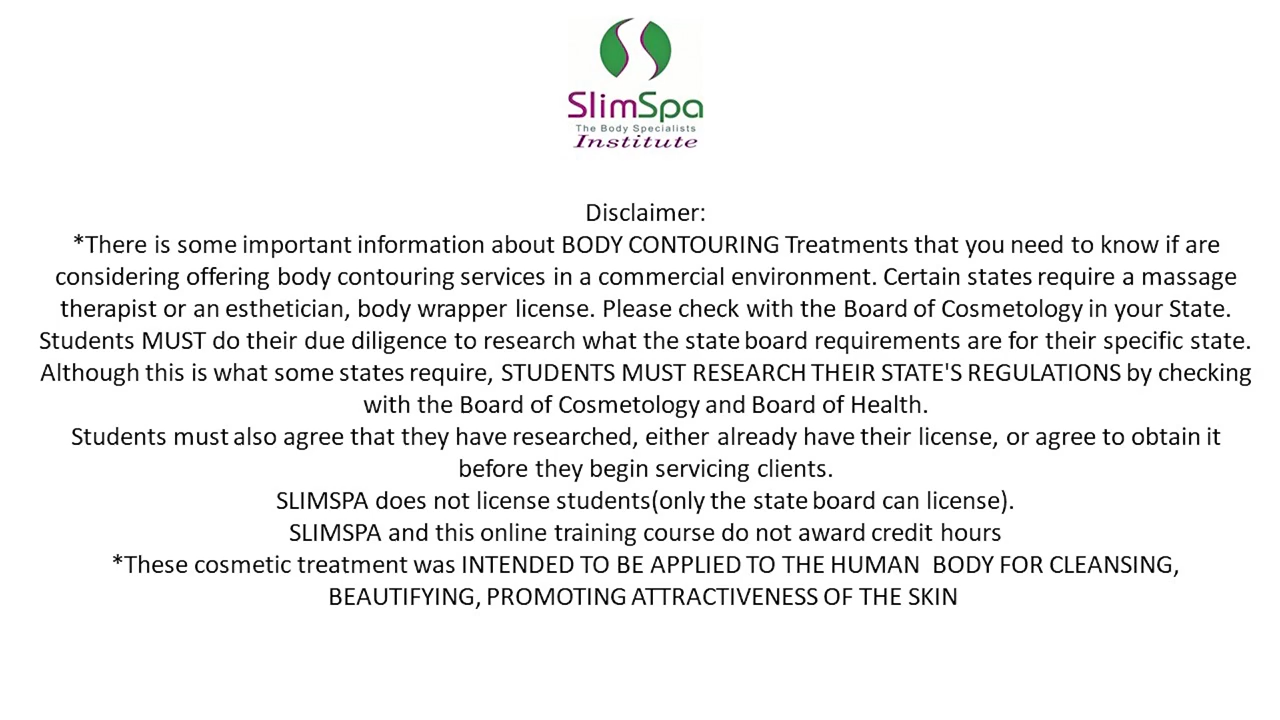 SlimSpa
The Body Specialists
Institute
Disclaimer:
*There is some important information about BODY CONTOURING Treatments that you need to know if are
considering offering body contouring services in a commercial environment. Certain states require a massage
therapist or an esthetician, body wrapper license. Please check with the Board of Cosmetology in your State.
Students MUST do their due diligence to research what the state board requirements are for their specific state.
Although this is what some states require, STUDENTS MUST RESEARCH THEIR STATE'S REGULATIONS by checking
with the Board of Cosmetology and Board of Health.
Students must also agree that they have researched, either already have their license, or agree to obtain it
before they begin servicing clients.
SLIMSPA does not license students(only the state board can license).
SLIMSPA and this online training course do not award credit hours
*These cosmetic treatment was INTENDED TO BE APPLIED TO THE HUMAN  BODY FOR CLEANSING,
BEAUTIFYING, PROMOTING ATTRACTIVENESS OF THE SKIN